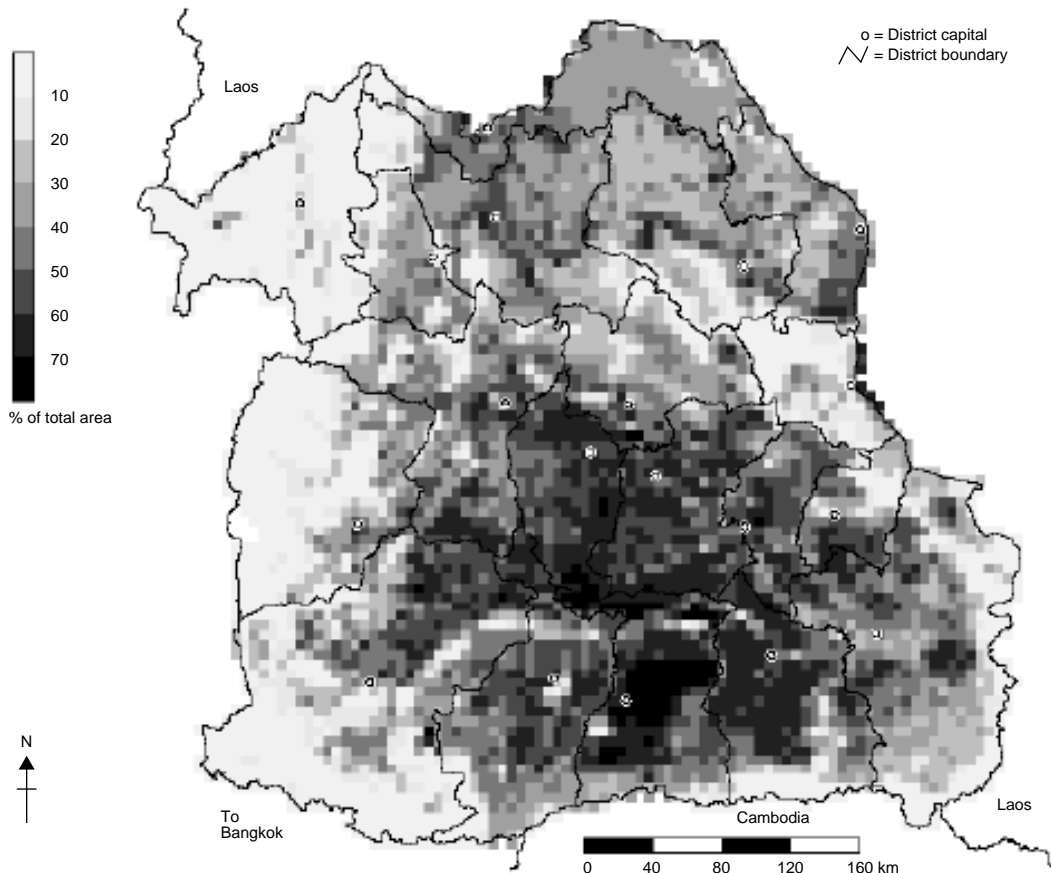 o = District capital
= District boundary
Laos
10
20
30
40
50
60
70
% of total area
N
To
Bangkok
Cambodia
Laos
0 40 80 120 160 km